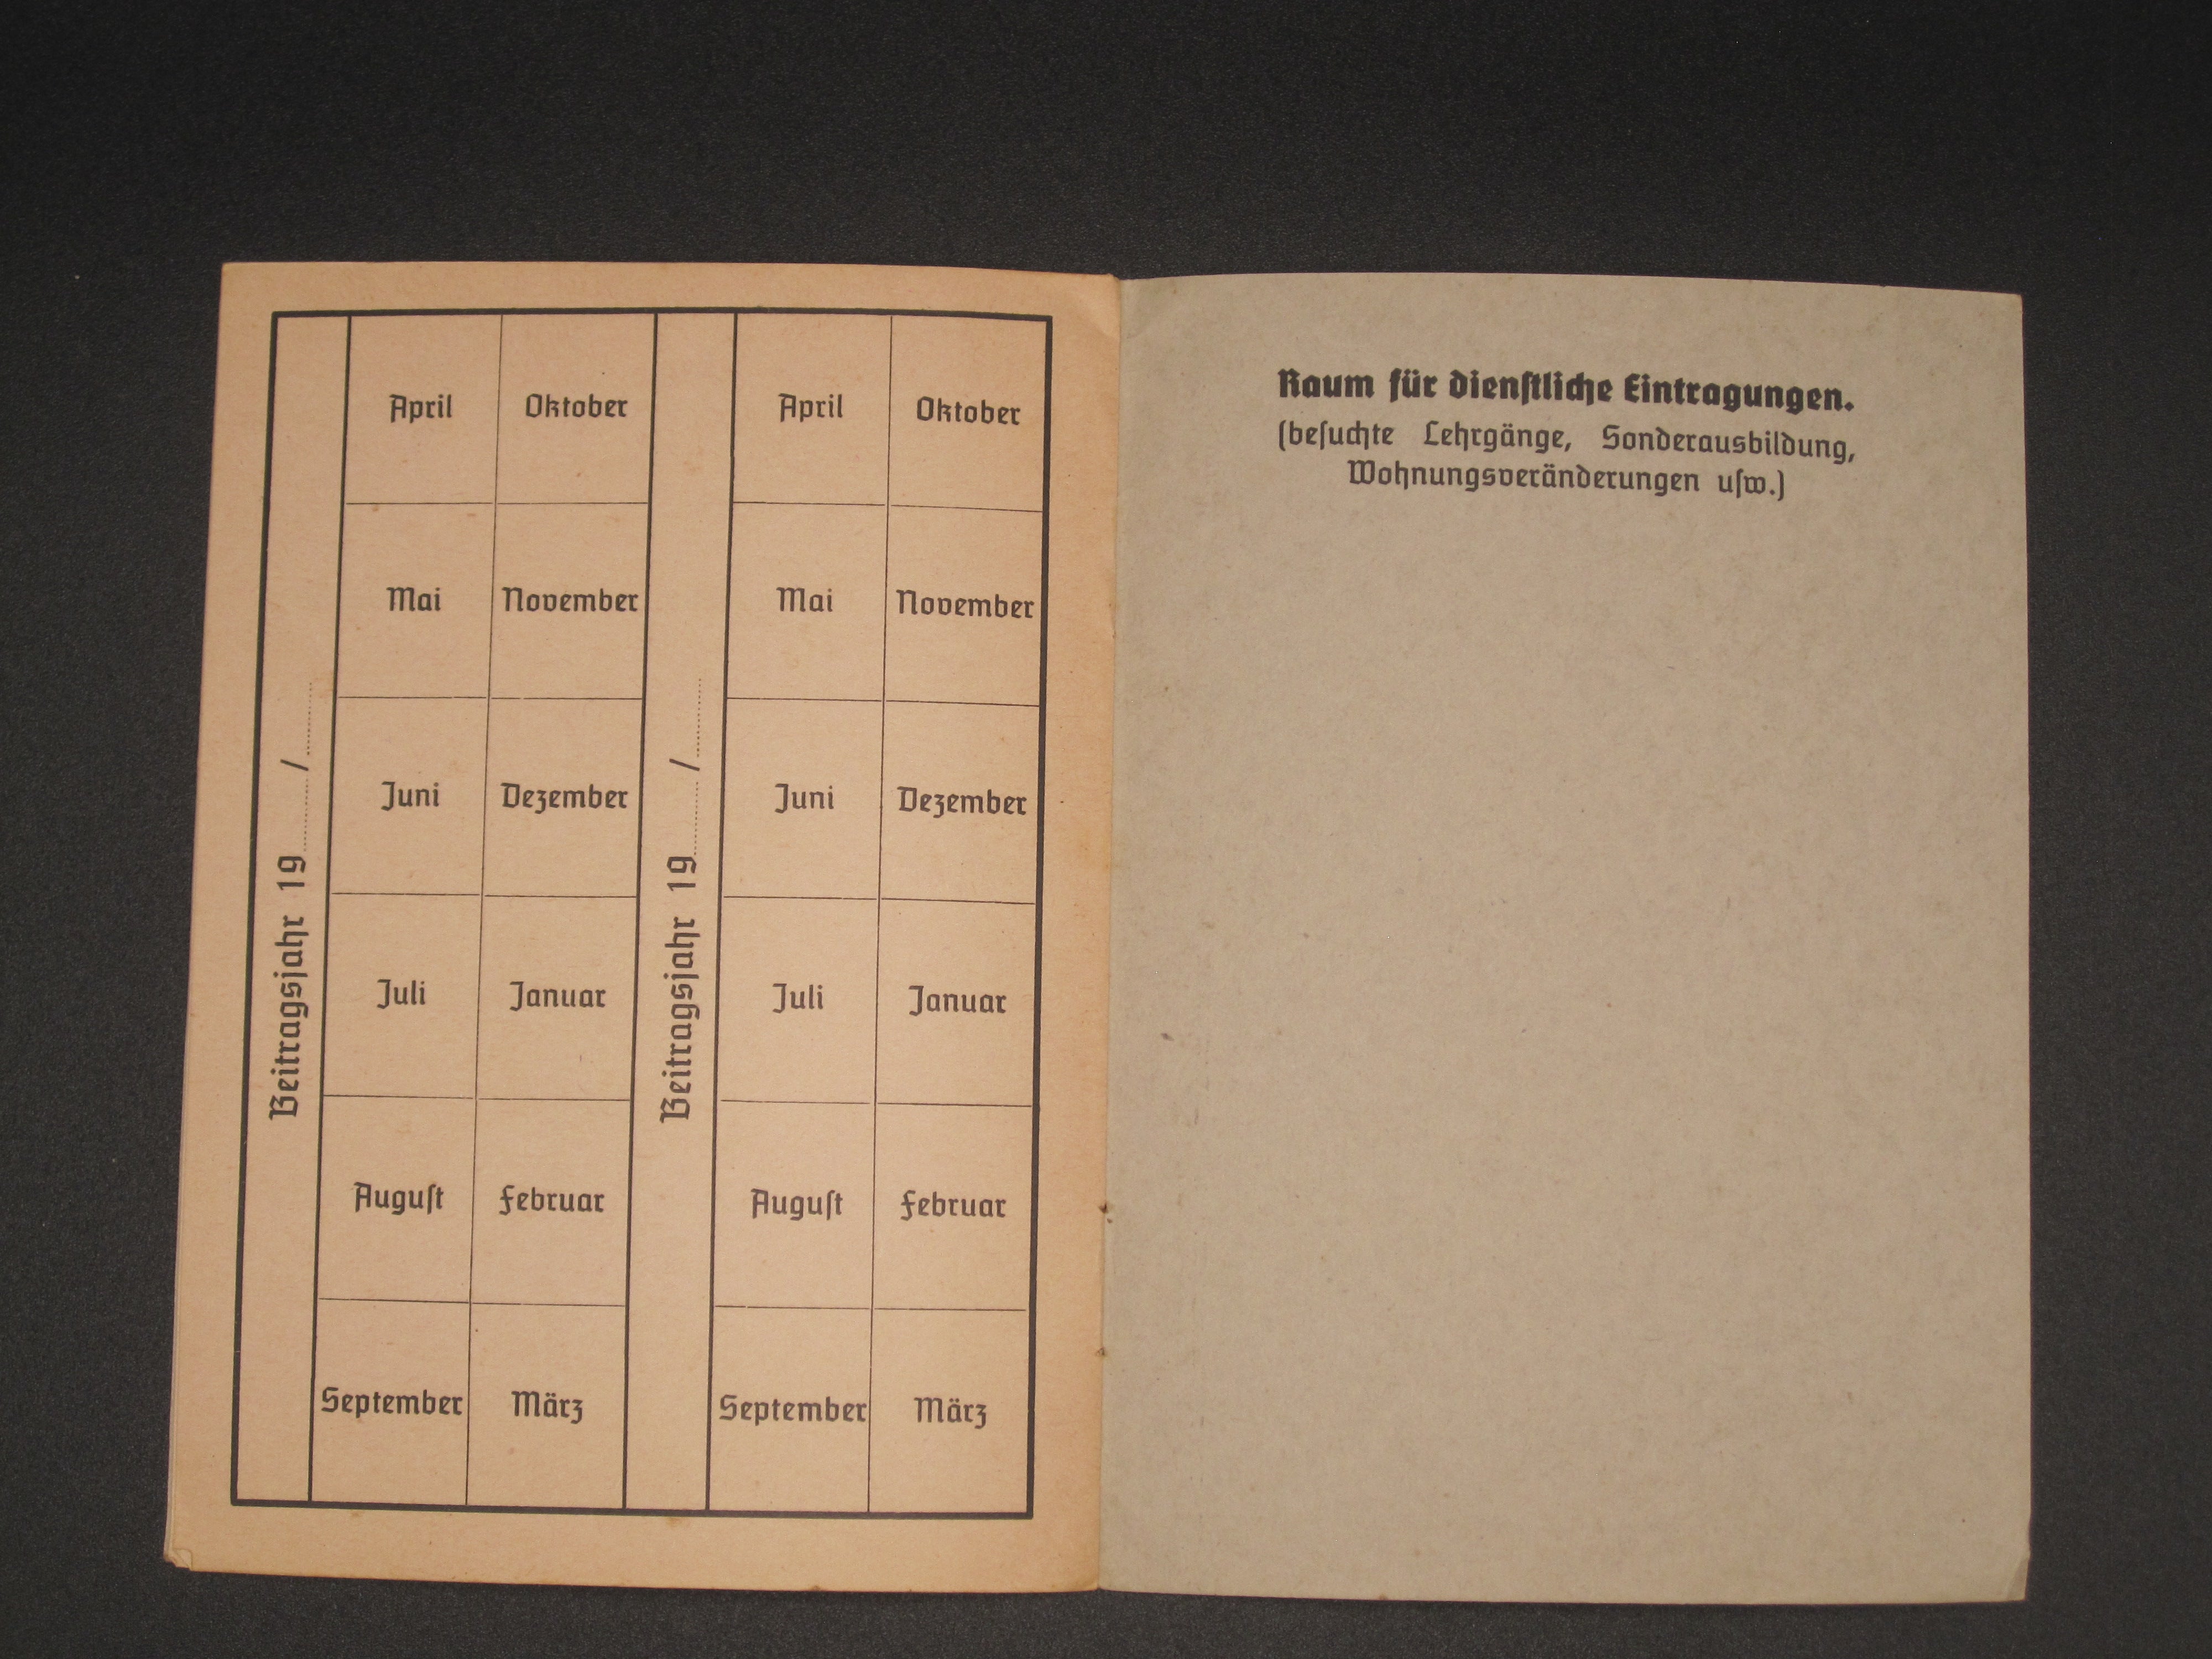 Beitragsjahr 19........./.........
April Oktober
Mai November
Juni Dezember
Juli Januar
Auguſt Februar
September März
Beitragsjahr 19........./.........
April Oktober
Mai November
Juni Dezember
Juli Januar
Auguſt Februar
September März
Raum für dienſtliche Eintragungen.
(beſuchte Lehrgänge, Sonderausbildung,
Wohnungsveränderungen uſw.)